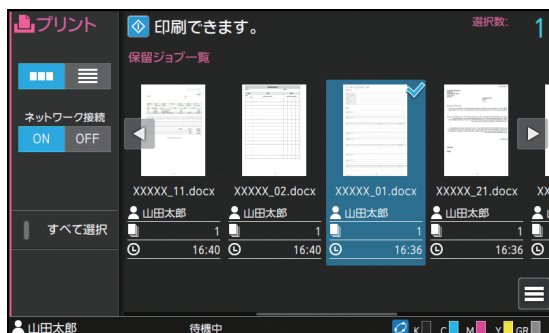 プリント
印刷できます。
選択数: 1
保留ジョブ一覧
ネットワーク接続
ON OFF
すべて選択
XXXXX_11.docx
山田太郎
1
16:40
XXXXX_02.docx
山田太郎
1
16:40
XXXXX_01.docx
山田太郎
1
16:36
XXXXX_21.docx
山田太郎
1
16:36
XX
山田太郎
待機中
K C M Y GR